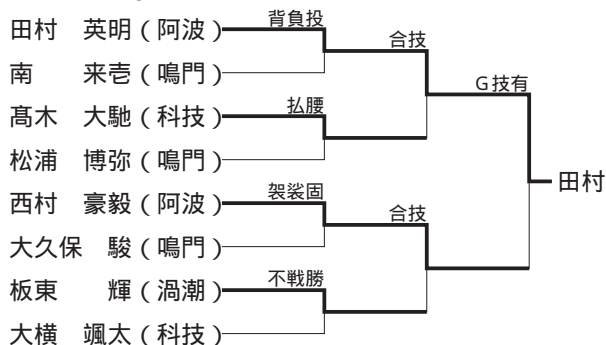 田村　英明（阿波）
背負投
合技
南　　来壱（鳴門）
G技有
髙木　大馳（科技）
払腰
松浦　博弥（鳴門）
田村
西村　豪毅（阿波）
袈裟固
合技
大久保　駿（鳴門）
板東　　輝（渦潮）
不戦勝
大横　颯太（科技）